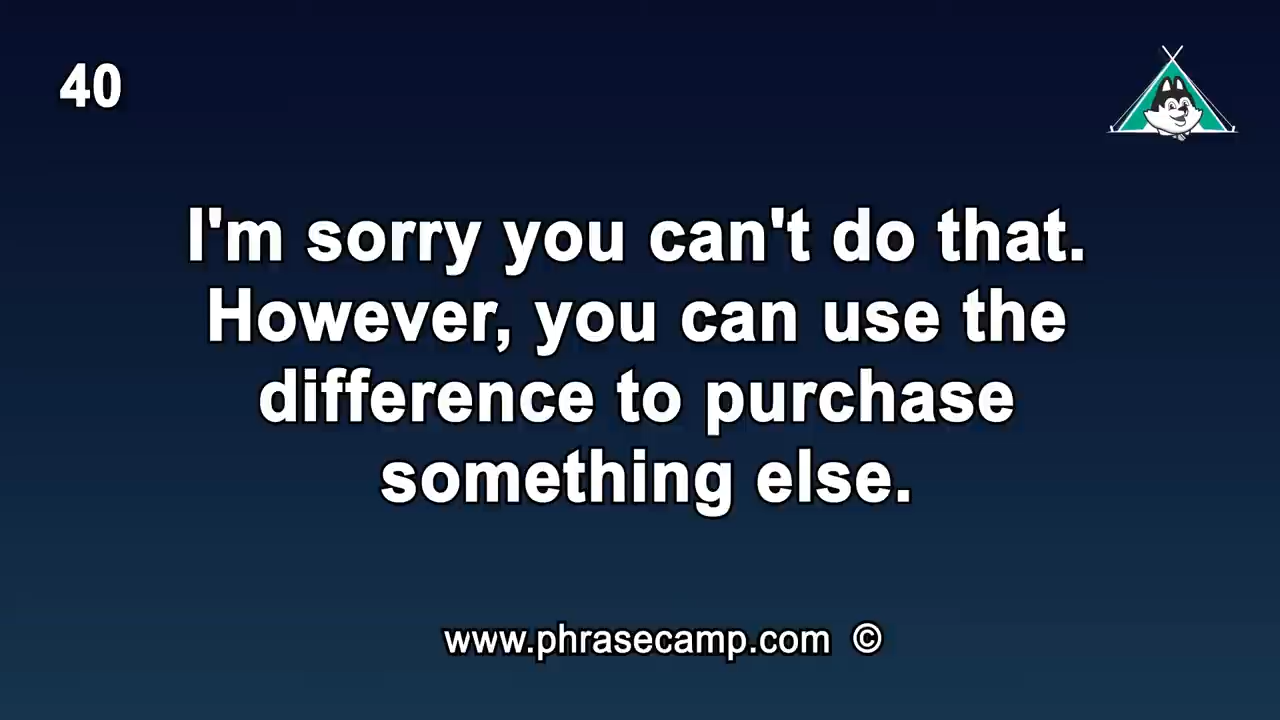 40
I'm sorry you can't do that.
However, you can use the
difference to purchase
something else.
www.phrasecamp.com ©